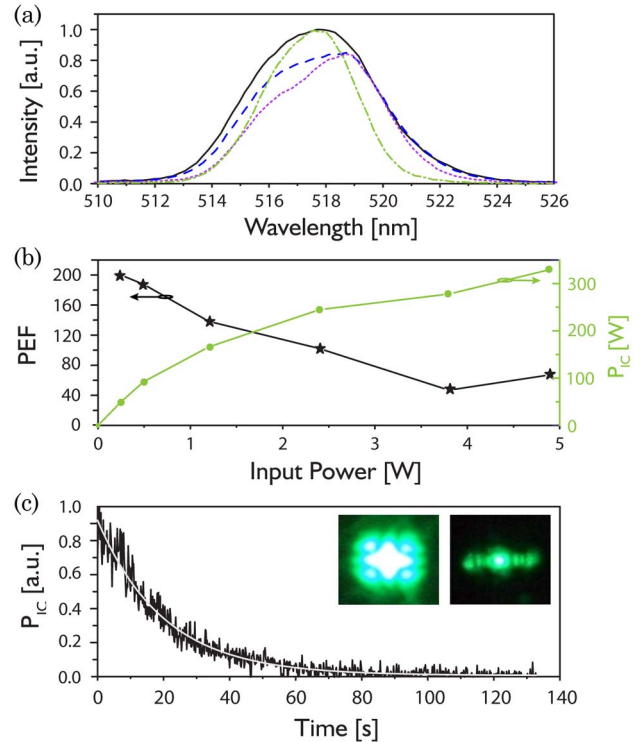 (a)
Intensity [a.u.]
1.0
0.8
0.6
0.4
0.2
0.0
510 512 514 516 518 520 522 524 526
Wavelength [nm]
(b)
PEF
200
160
120
80
40
0
300
200
100
0
P_IC [W]
0 1 2 3 4 5
Input Power [W]
(c)
P_IC [a.u.]
1.0
0.8
0.6
0.4
0.2
0.0
0 20 40 60 80 100 120 140
Time [s]